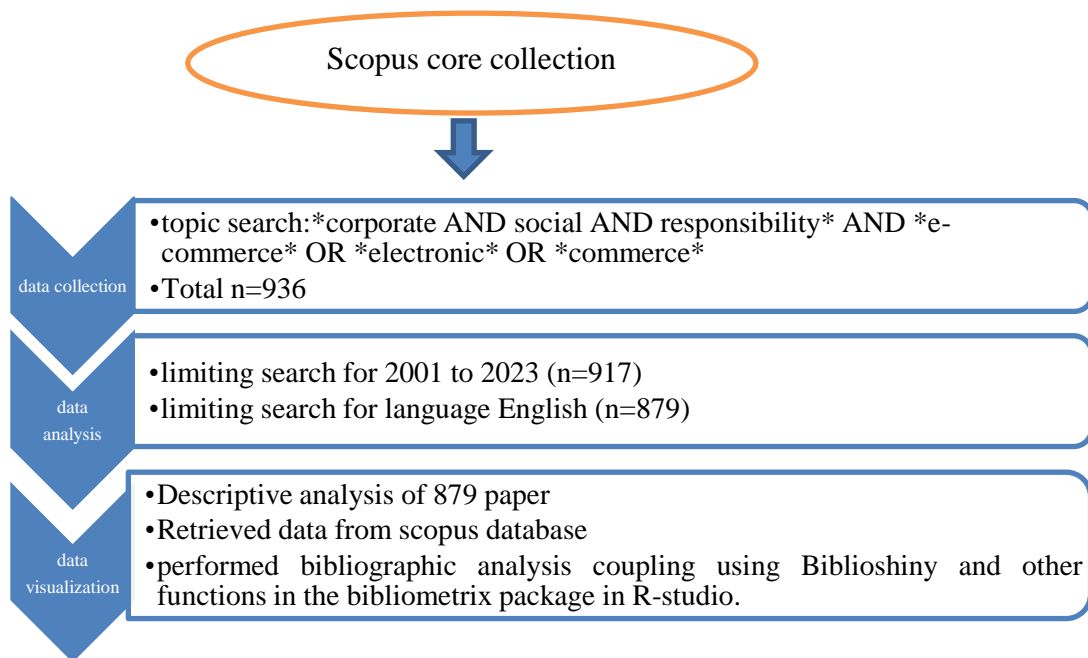 Scopus core collection
data collection
•topic search:*corporate AND social AND responsibility* AND *e-
commerce* OR *electronic* OR *commerce*
•Total n=936
data
analysis
•limiting search for 2001 to 2023 (n=917)
•limiting search for language English (n=879)
data
visualization
•Descriptive analysis of 879 paper
•Retrieved data from scopus database
•performed bibliographic analysis coupling using Biblioshiny and other
functions in the bibliometrix package in R-studio.